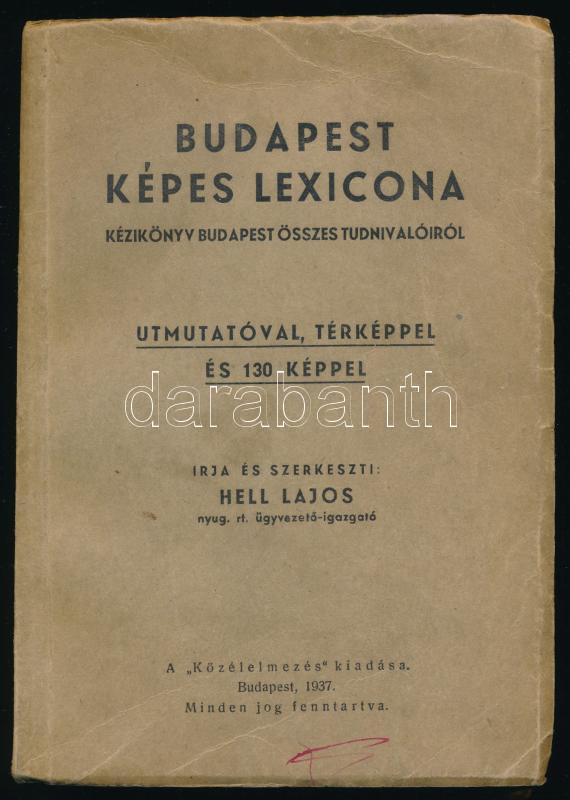 BUDAPEST
KÉPES LEXICONA
KÉZIKÖNYV BUDAPEST ÖSSZES TUDNIVALÓIRÓL
UTMUTATÓVAL, TÉRKÉPPEL
ÉS 130 KÉPPEL
darabanth
IRJA ÉS SZERKESZTI:
HELL LAJOS
nyug. rt. ügyvezető-igazgató
A „Közélelmezés" kiadása.
Budapest, 1937.
Minden jog fenntartva.